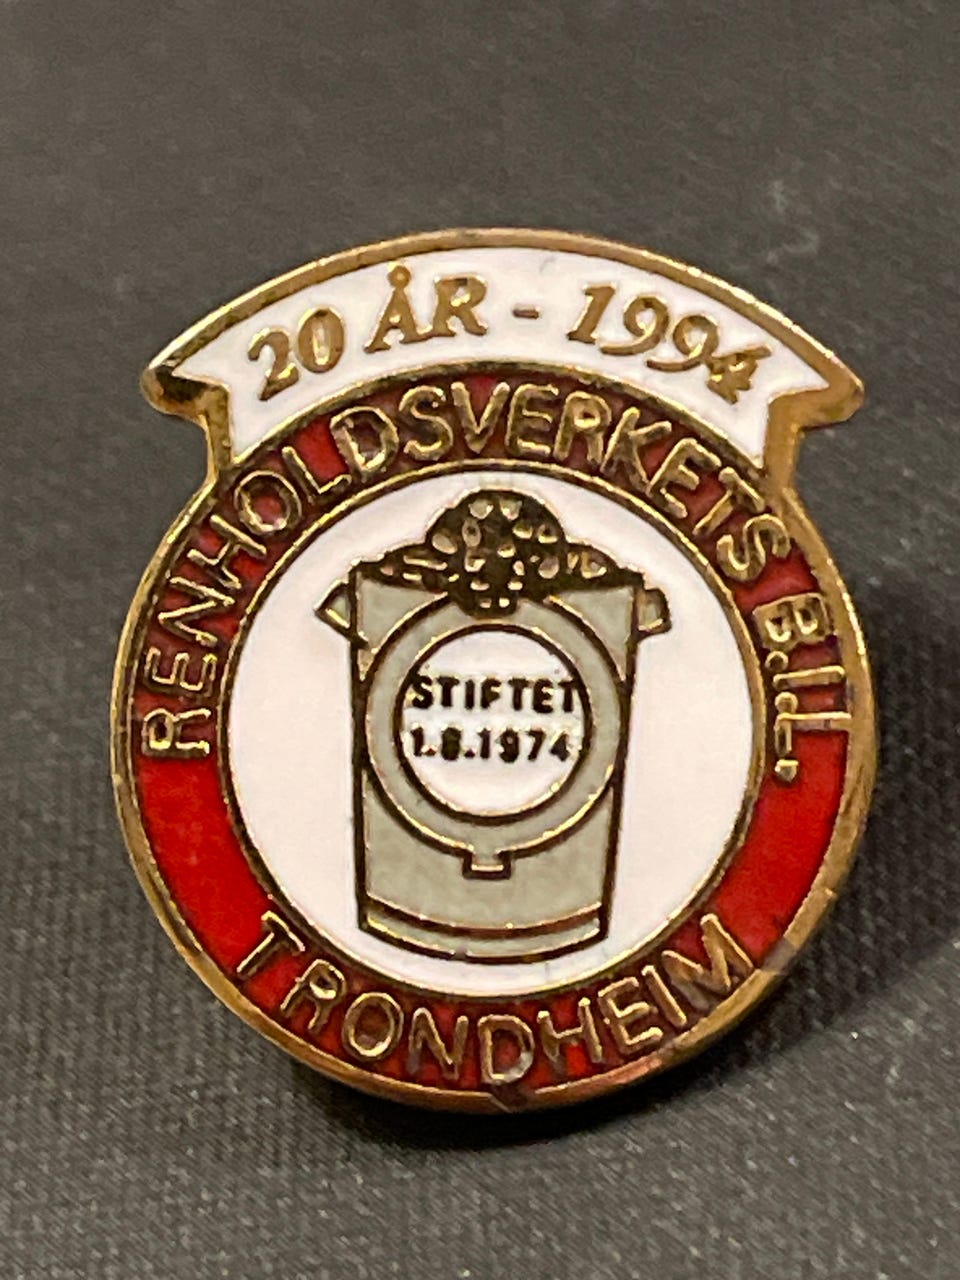 20 ÅR - 1994
RENHOLDSVERKETS B.I.L.
STIFTET
1.8.1974
TRONDHEIM